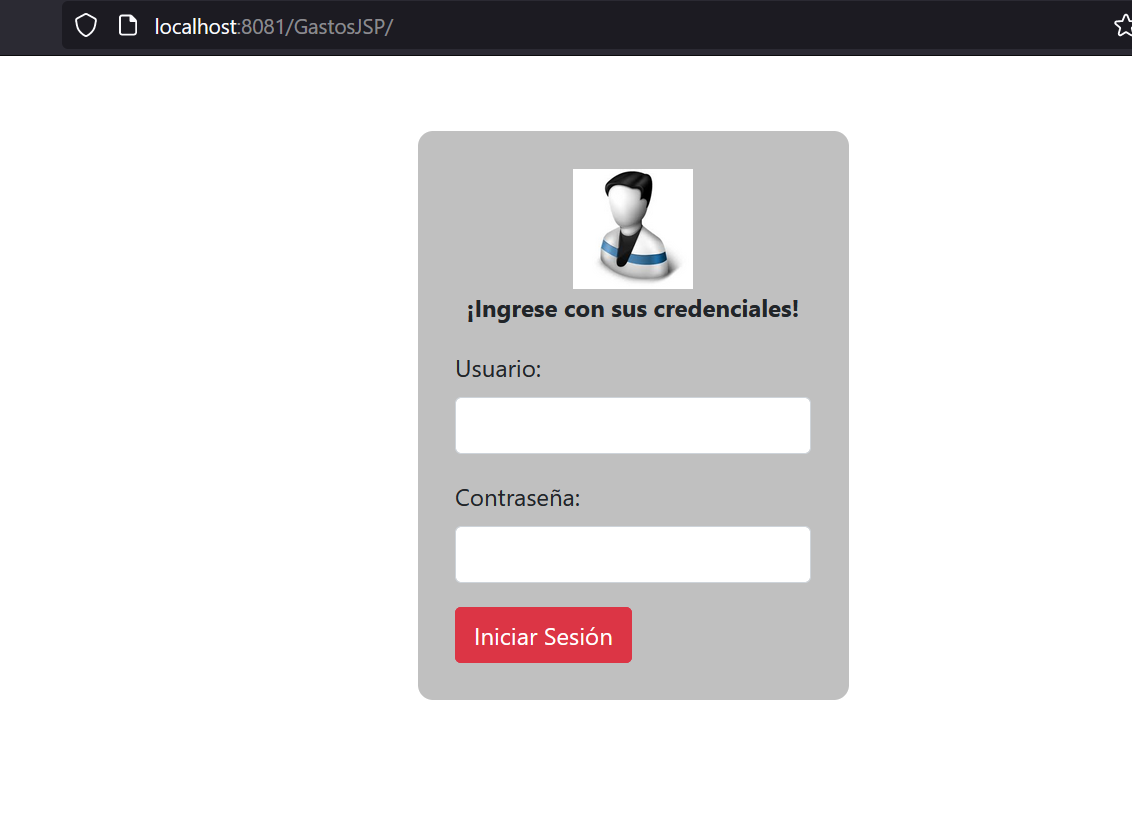 localhost:8081/GastosJSP/
¡Ingrese con sus credenciales!
Usuario:
Contraseña:
Iniciar Sesión